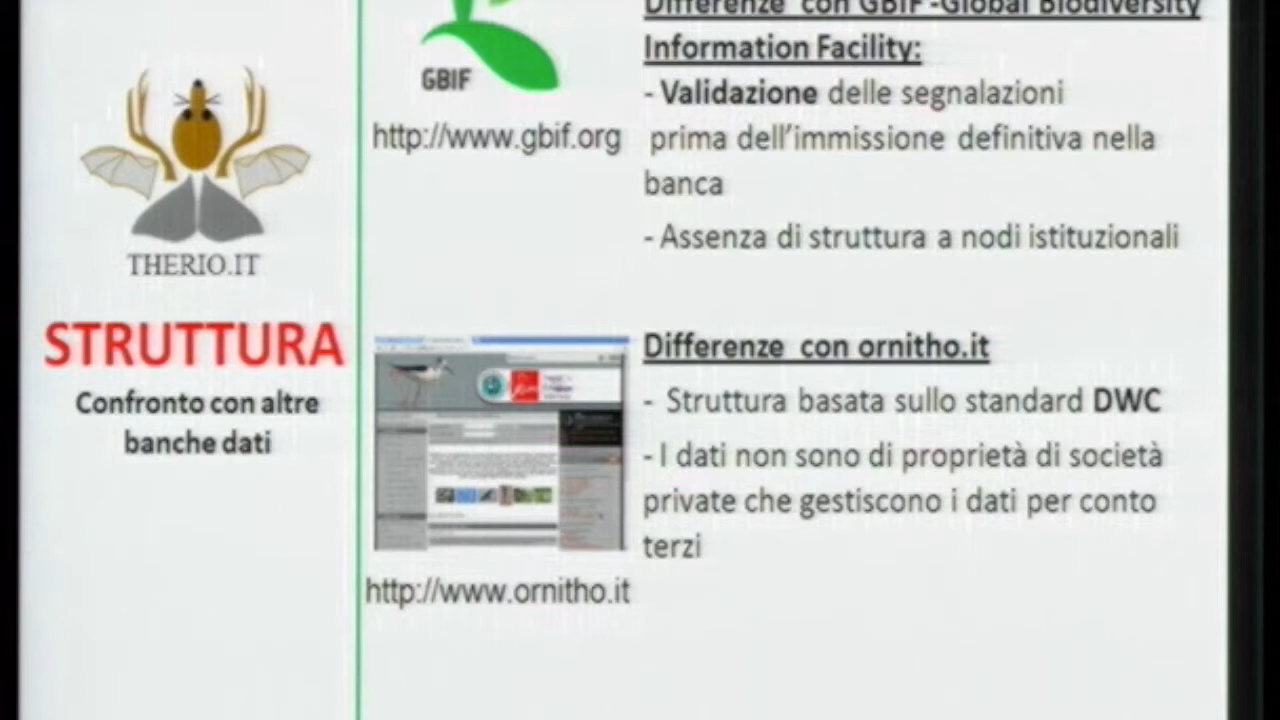 THERIO.IT
STRUTTURA
Confronto con altre
banche dati
GBIF
http://www.gbif.org
Differenze con GBIF -Global Biodiversity
Information Facility:
- Validazione delle segnalazioni
prima dell'immissione definitiva nella
banca
- Assenza di struttura a nodi istituzionali
http://www.ornitho.it
Differenze con ornitho.it
- Struttura basata sullo standard DWC
- I dati non sono di proprietà di società
private che gestiscono i dati per conto
terzi